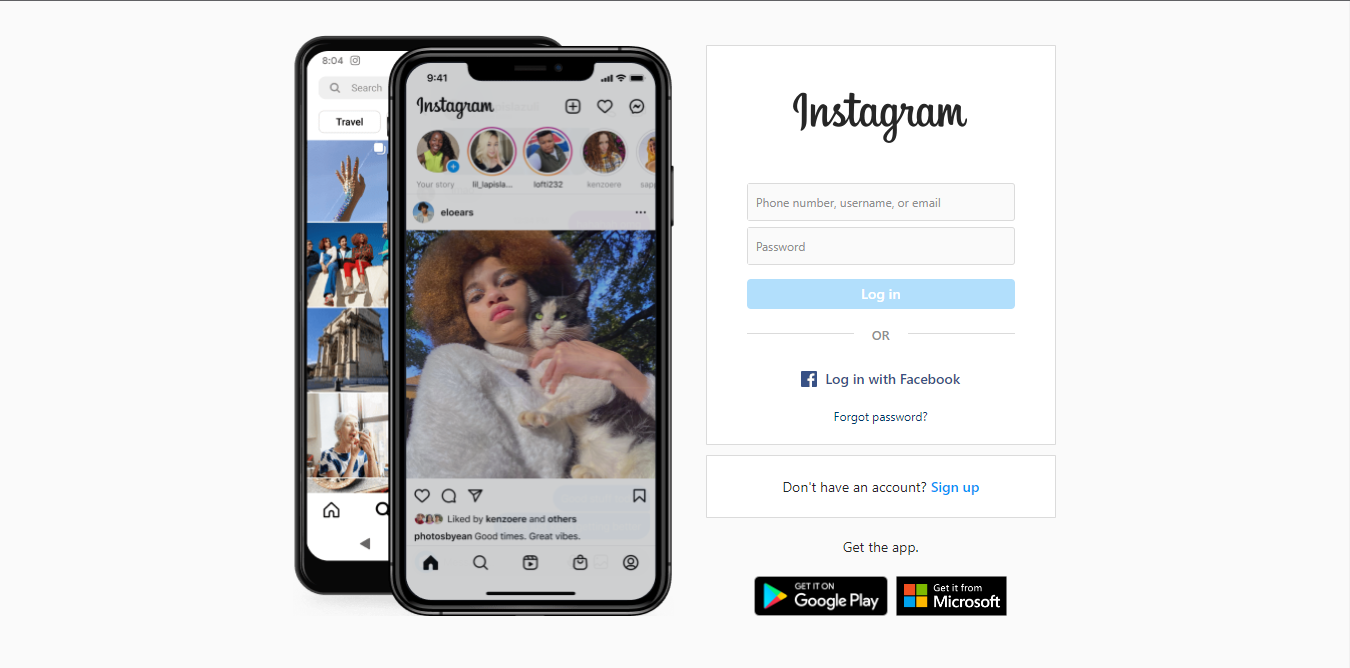 8:04
Search
Travel
9:41
Instagram
Your story
lil_lapisla...
lofti232
kenzoere
eloears
Liked by kenzoere and others
photosbyean Good times. Great vibes.
Instagram
Phone number, username, or email
Password
Log in
OR
Log in with Facebook
Forgot password?
Don't have an account? Sign up
Get the app.
GET IT ON
Google Play
Get it from
Microsoft